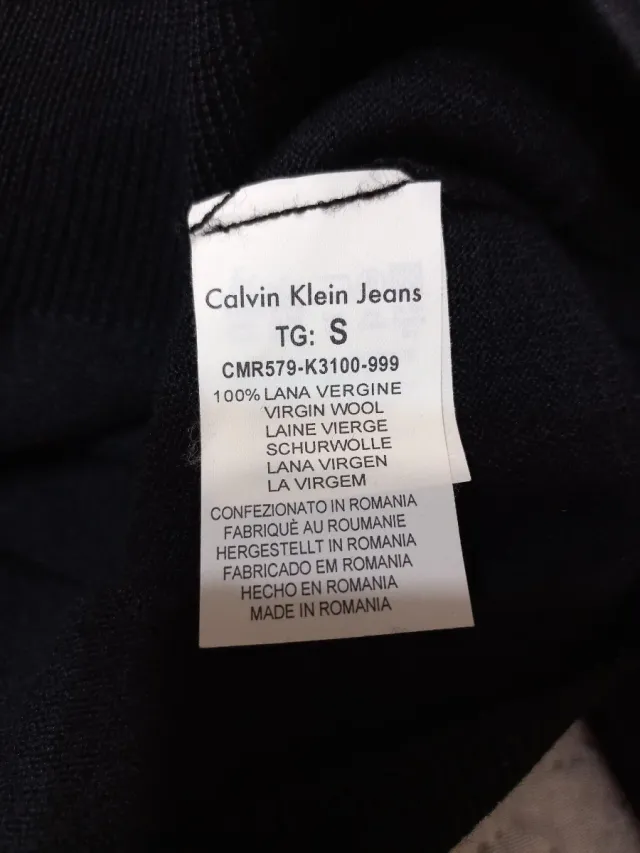 Calvin Klein Jeans
TG: S
CMR579-K3100-999
100% LANA VERGINE
VIRGIN WOOL
LAINE VIERGE
SCHURWOLLE
LANA VIRGEN
LA VIRGEM
CONFEZIONATO IN ROMANIA
FABRIQUÈ AU ROUMANIE
HERGESTELLT IN ROMANIA
FABRICADO EM ROMANIA
HECHO EN ROMANIA
MADE IN ROMANIA